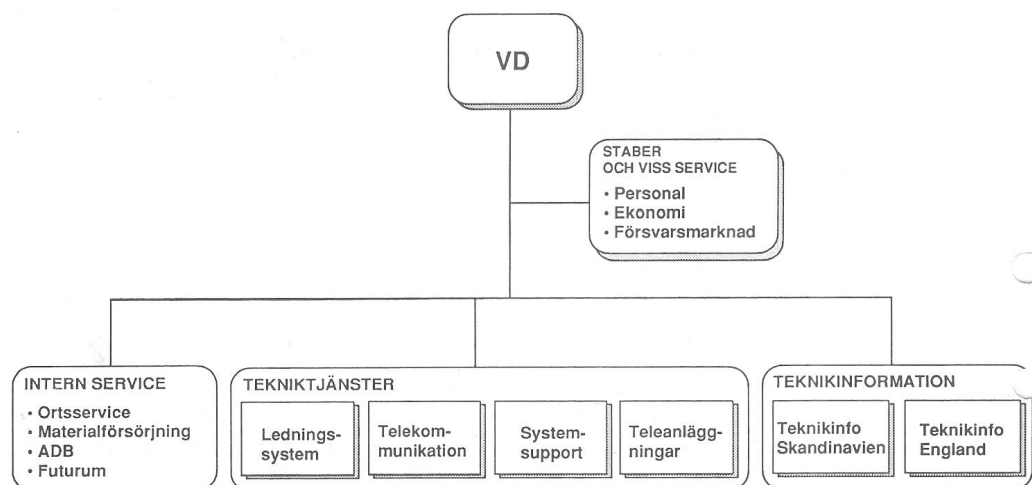 VD
STABER
OCH VISS SERVICE
• Personal
• Ekonomi
• Försvarsmarknad
INTERN SERVICE
• Ortsservice
• Materialförsörjning
• ADB
• Futurum
TEKNIKTJÄNSTER
Lednings-
system
Telekom-
munikation
System-
support
Teleanlägg-
ningar
TEKNIKINFORMATION
Teknikinfo
Skandinavien
Teknikinfo
England